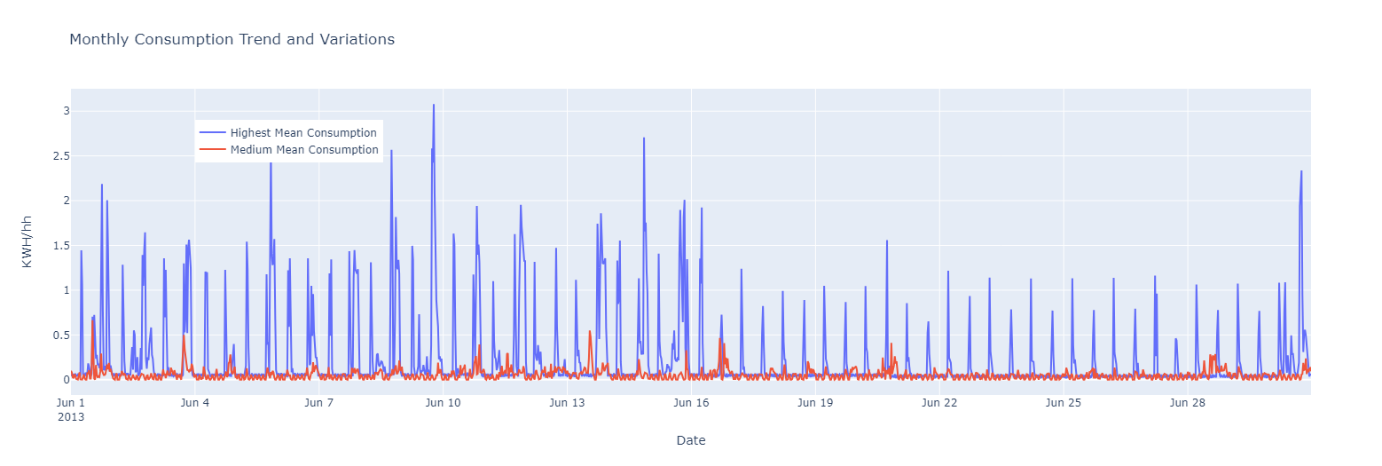 Monthly Consumption Trend and Variations
3
2.5
2
1.5
1
0.5
0
KWH/hh
Highest Mean Consumption
Medium Mean Consumption
Jun 1 Jun 4 Jun 7 Jun 10 Jun 13 Jun 16 Jun 19 Jun 22 Jun 25 Jun 28
2013
Date